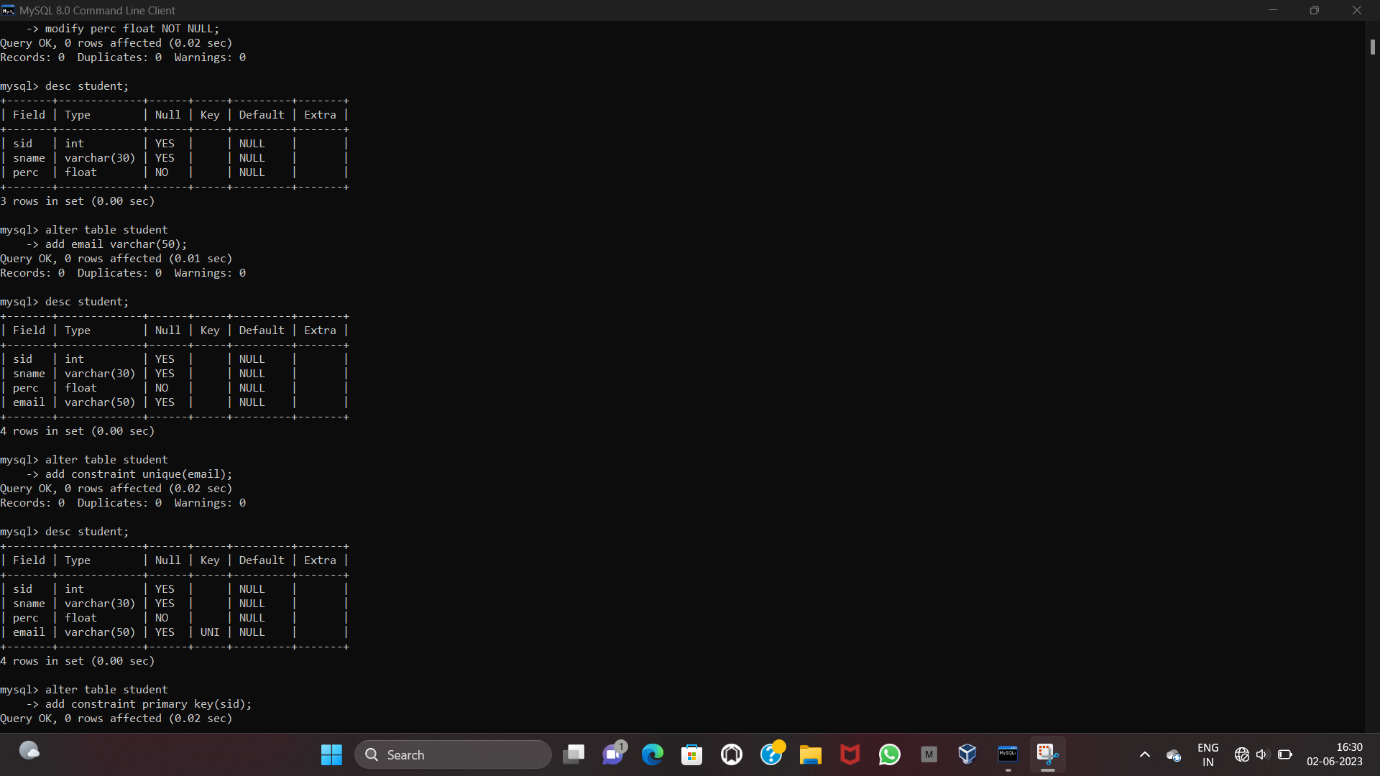 MySQL 8.0 Command Line Client
    -> modify perc float NOT NULL;
Query OK, 0 rows affected (0.02 sec)
Records: 0  Duplicates: 0  Warnings: 0

mysql> desc student;
+-------+-------------+------+-----+---------+-------+
| Field | Type        | Null | Key | Default | Extra |
+-------+-------------+------+-----+---------+-------+
| sid   | int         | YES  |     | NULL    |       |
| sname | varchar(30) | YES  |     | NULL    |       |
| perc  | float       | NO   |     | NULL    |       |
+-------+-------------+------+-----+---------+-------+
3 rows in set (0.00 sec)

mysql> alter table student
    -> add email varchar(50);
Query OK, 0 rows affected (0.01 sec)
Records: 0  Duplicates: 0  Warnings: 0

mysql> desc student;
+-------+-------------+------+-----+---------+-------+
| Field | Type        | Null | Key | Default | Extra |
+-------+-------------+------+-----+---------+-------+
| sid   | int         | YES  |     | NULL    |       |
| sname | varchar(30) | YES  |     | NULL    |       |
| perc  | float       | NO   |     | NULL    |       |
| email | varchar(50) | YES  |     | NULL    |       |
+-------+-------------+------+-----+---------+-------+
4 rows in set (0.00 sec)

mysql> alter table student
    -> add constraint unique(email);
Query OK, 0 rows affected (0.02 sec)
Records: 0  Duplicates: 0  Warnings: 0

mysql> desc student;
+-------+-------------+------+-----+---------+-------+
| Field | Type        | Null | Key | Default | Extra |
+-------+-------------+------+-----+---------+-------+
| sid   | int         | YES  |     | NULL    |       |
| sname | varchar(30) | YES  |     | NULL    |       |
| perc  | float       | NO   |     | NULL    |       |
| email | varchar(50) | YES  | UNI | NULL    |       |
+-------+-------------+------+-----+---------+-------+
4 rows in set (0.00 sec)

mysql> alter table student
    -> add constraint primary key(sid);
Query OK, 0 rows affected (0.02 sec)
Search
1
M
ENG
IN
16:30
02-06-2023